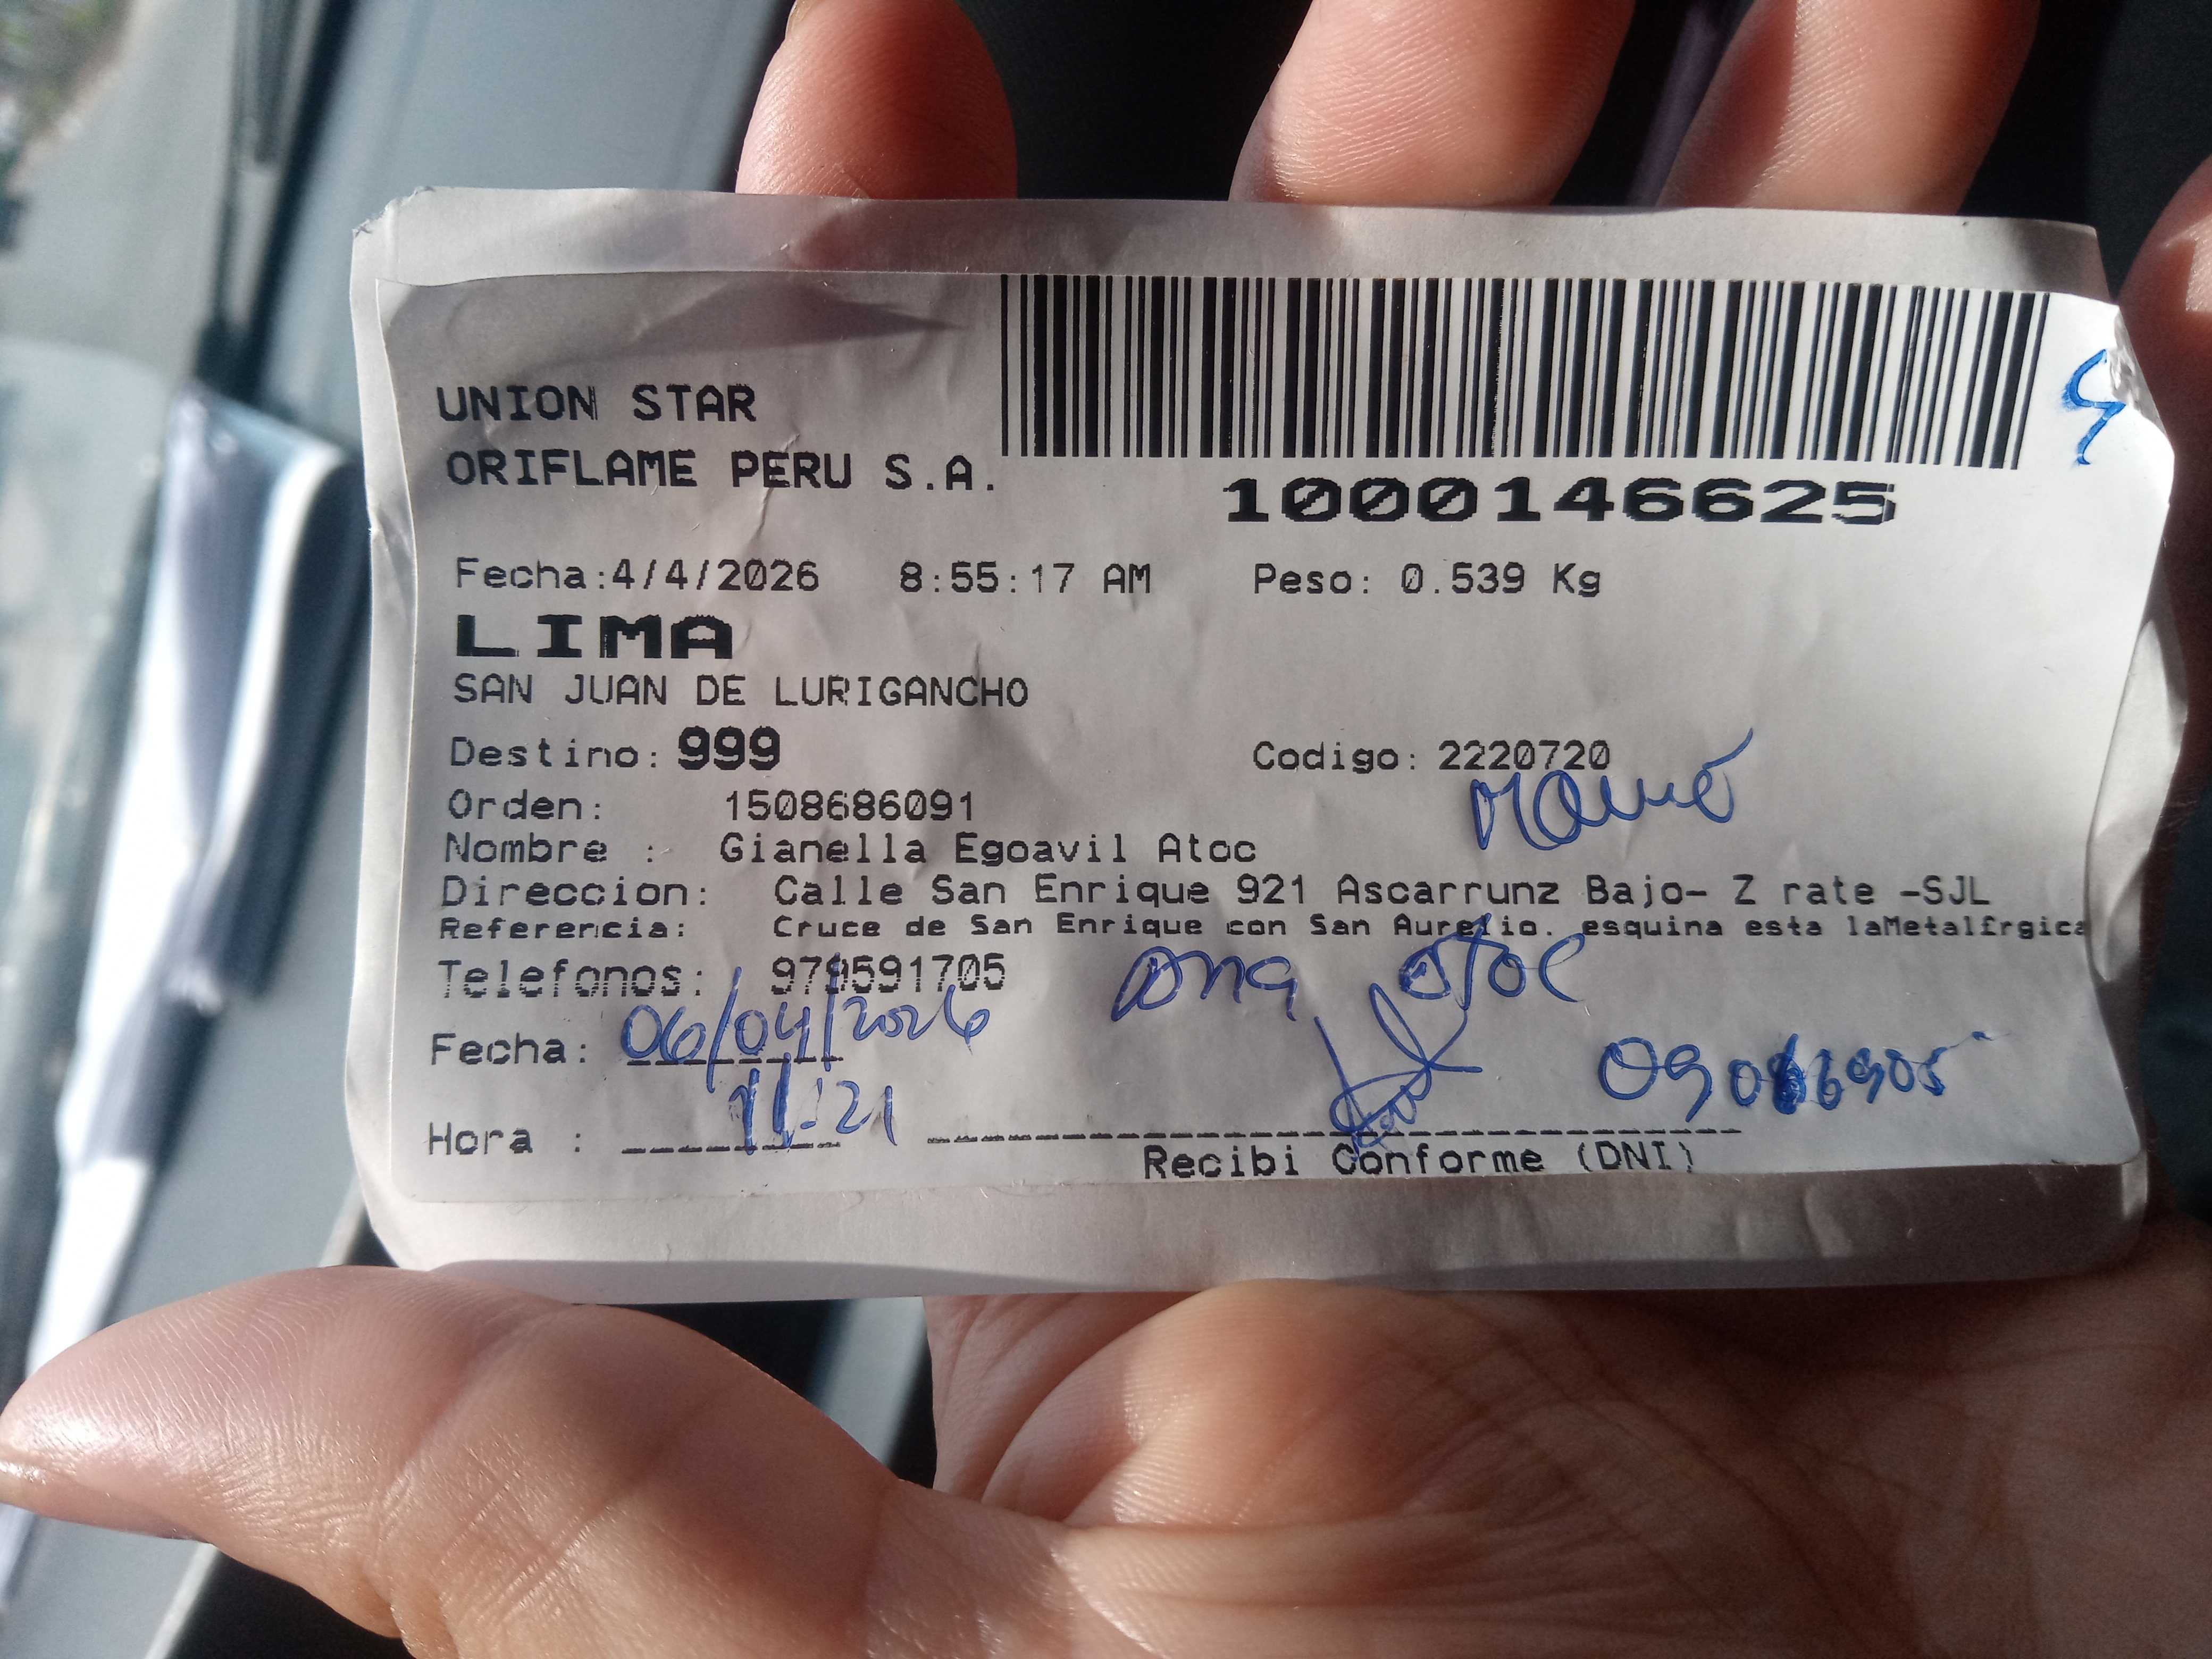 UNION STAR
ORIFLAME PERU S.A.
1000146625
Fecha:4/4/2026 8:55:17 AM Peso: 0.539 Kg
LIMA
SAN JUAN DE LURIGANCHO
Destino: 999 Codigo: 2220720
Orden: 1508686091
Nombre : Gianella Egoavil Atoc
Direccion: Calle San Enrique 921 Ascarrunz Bajo- Z rate -SJL
Referencia: Cruce de San Enrique con San Aurelio. esquina esta laMetalfrgica
Telefonos: 979591705
Ana Atoc
Fecha: 06/04/2026
Hora : 11:21
Recibi Conforme (DNI)